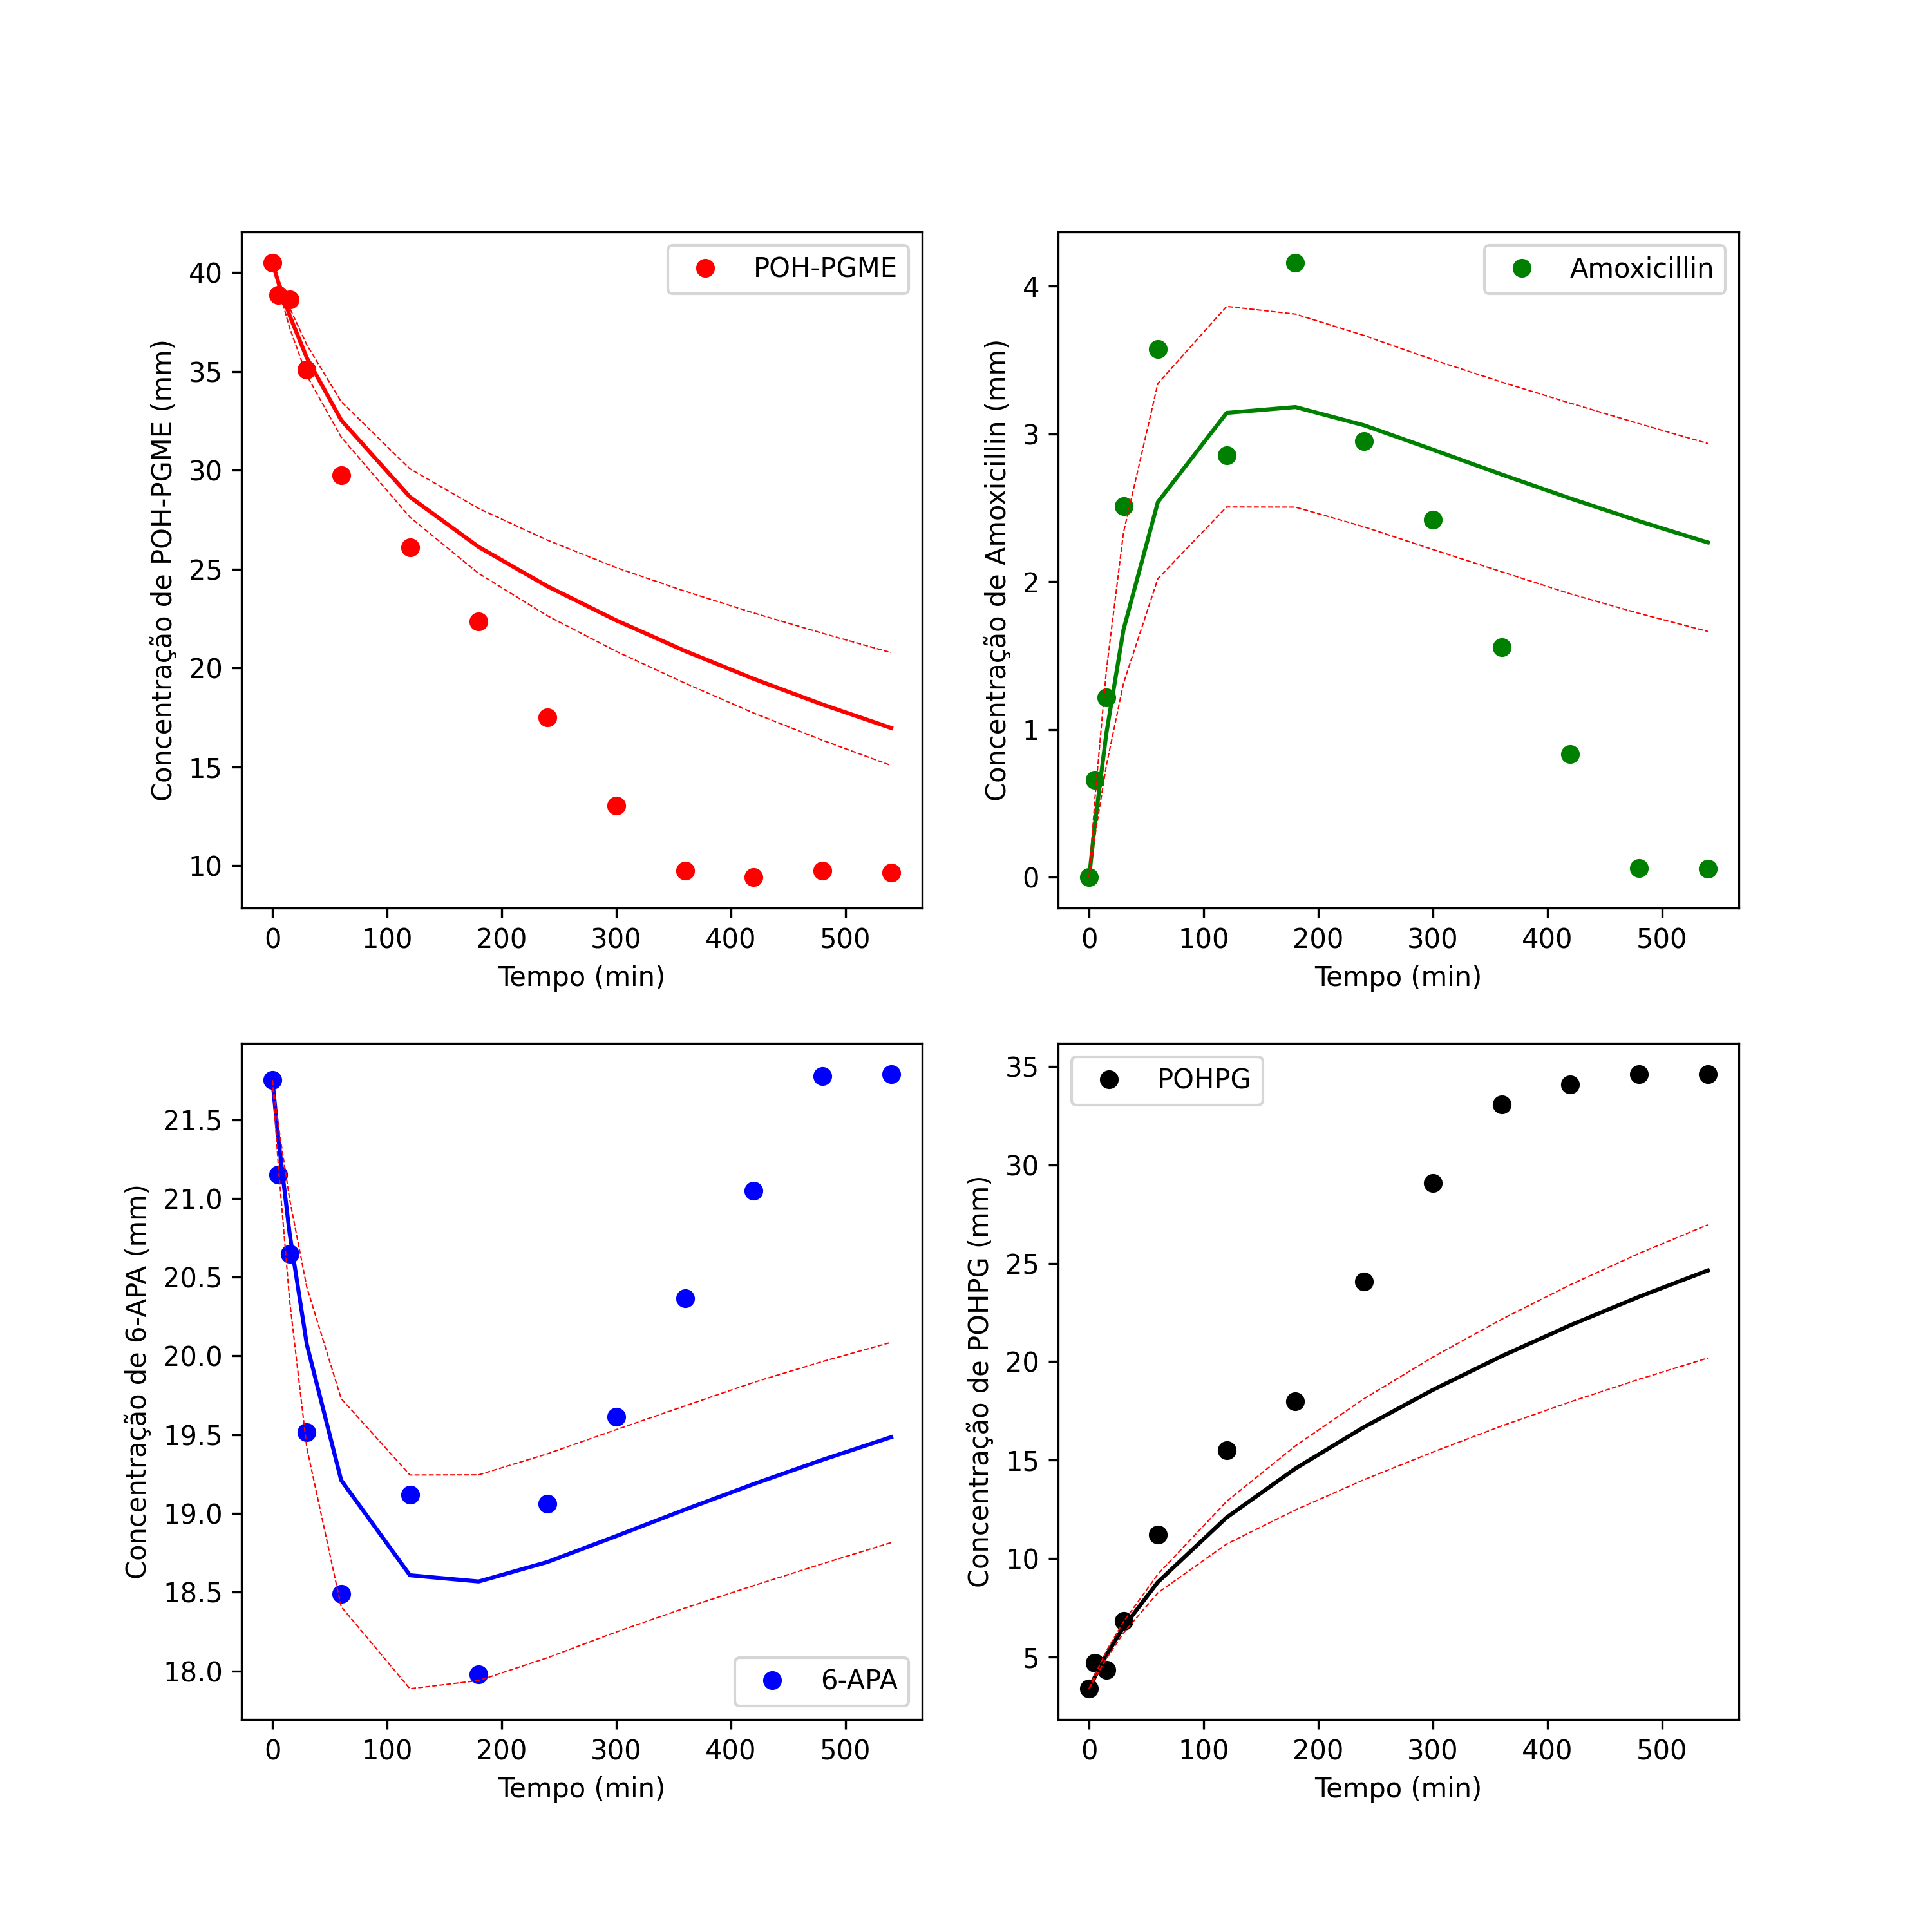 POH-PGME
Concentração de POH-PGME (mm)
40
35
30
25
20
15
10
0 100 200 300 400 500
Tempo (min)
Amoxicillin
Concentração de Amoxicillin (mm)
4
3
2
1
0
0 100 200 300 400 500
Tempo (min)
6-APA
Concentração de 6-APA (mm)
21.5
21.0
20.5
20.0
19.5
19.0
18.5
18.0
0 100 200 300 400 500
Tempo (min)
POHPG
Concentração de POHPG (mm)
35
30
25
20
15
10
5
0 100 200 300 400 500
Tempo (min)